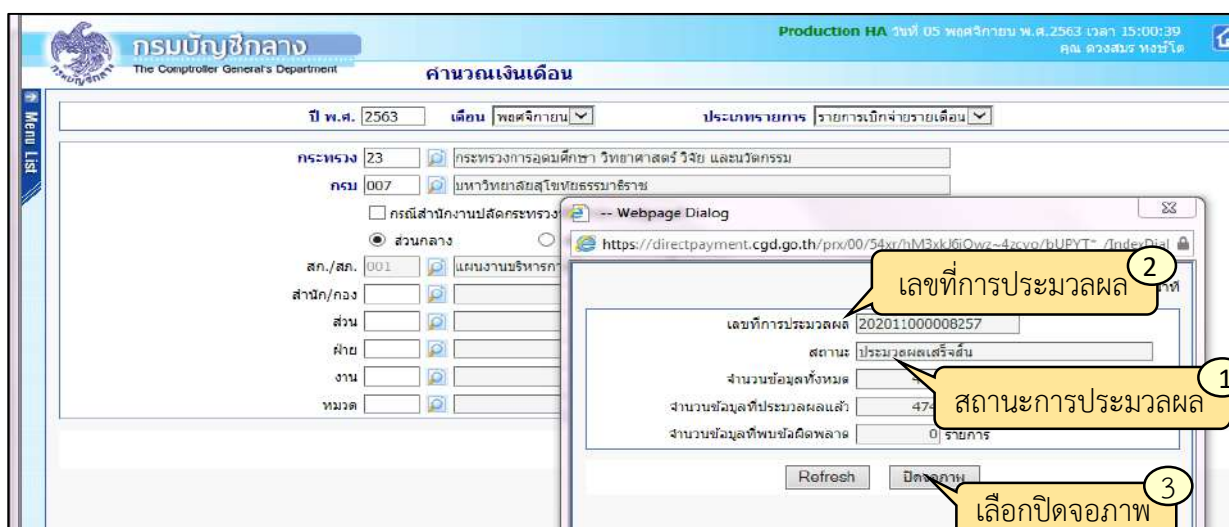 Production HA วันที่ 05 พฤศจิกายน พ.ศ.2563 เวลา 15:00:39
คุณ ดวงสมร หงษ์โต
กรมบัญชีกลาง
The Comptroller General's Department
คำนวณเงินเดือน
Menu List
ปี พ.ศ. 2563 เดือน พฤศจิกายน ประเภทรายการ รายการเบิกจ่ายรายเดือน
กระทรวง 23 กระทรวงการอุดมศึกษา วิทยาศาสตร์ วิจัย และนวัตกรรม
กรม 007 มหาวิทยาลัยสุโขทัยธรรมาธิราช
กรณีสำนักงานปลัดกระทรวง
ส่วนกลาง
สก./สภ. 001 แผนงานบริหาร
สำนัก/กอง
ส่วน
ฝ่าย
งาน
หมวด
-- Webpage Dialog
https://directpayment.cgd.go.th/prx/00/
เลขที่การประมวลผล 2
เลขที่การประมวลผล 202011000008257
สถานะ ประมวลผลเสร็จสิ้น
จำนวนข้อมูลทั้งหมด
สถานะการประมวลผล 1
จำนวนข้อมูลที่ประมวลผลแล้ว 474
จำนวนข้อมูลที่พบข้อผิดพลาด 0 รายการ
Refresh ปิดจอภาพ
เลือกปิดจอภาพ 3